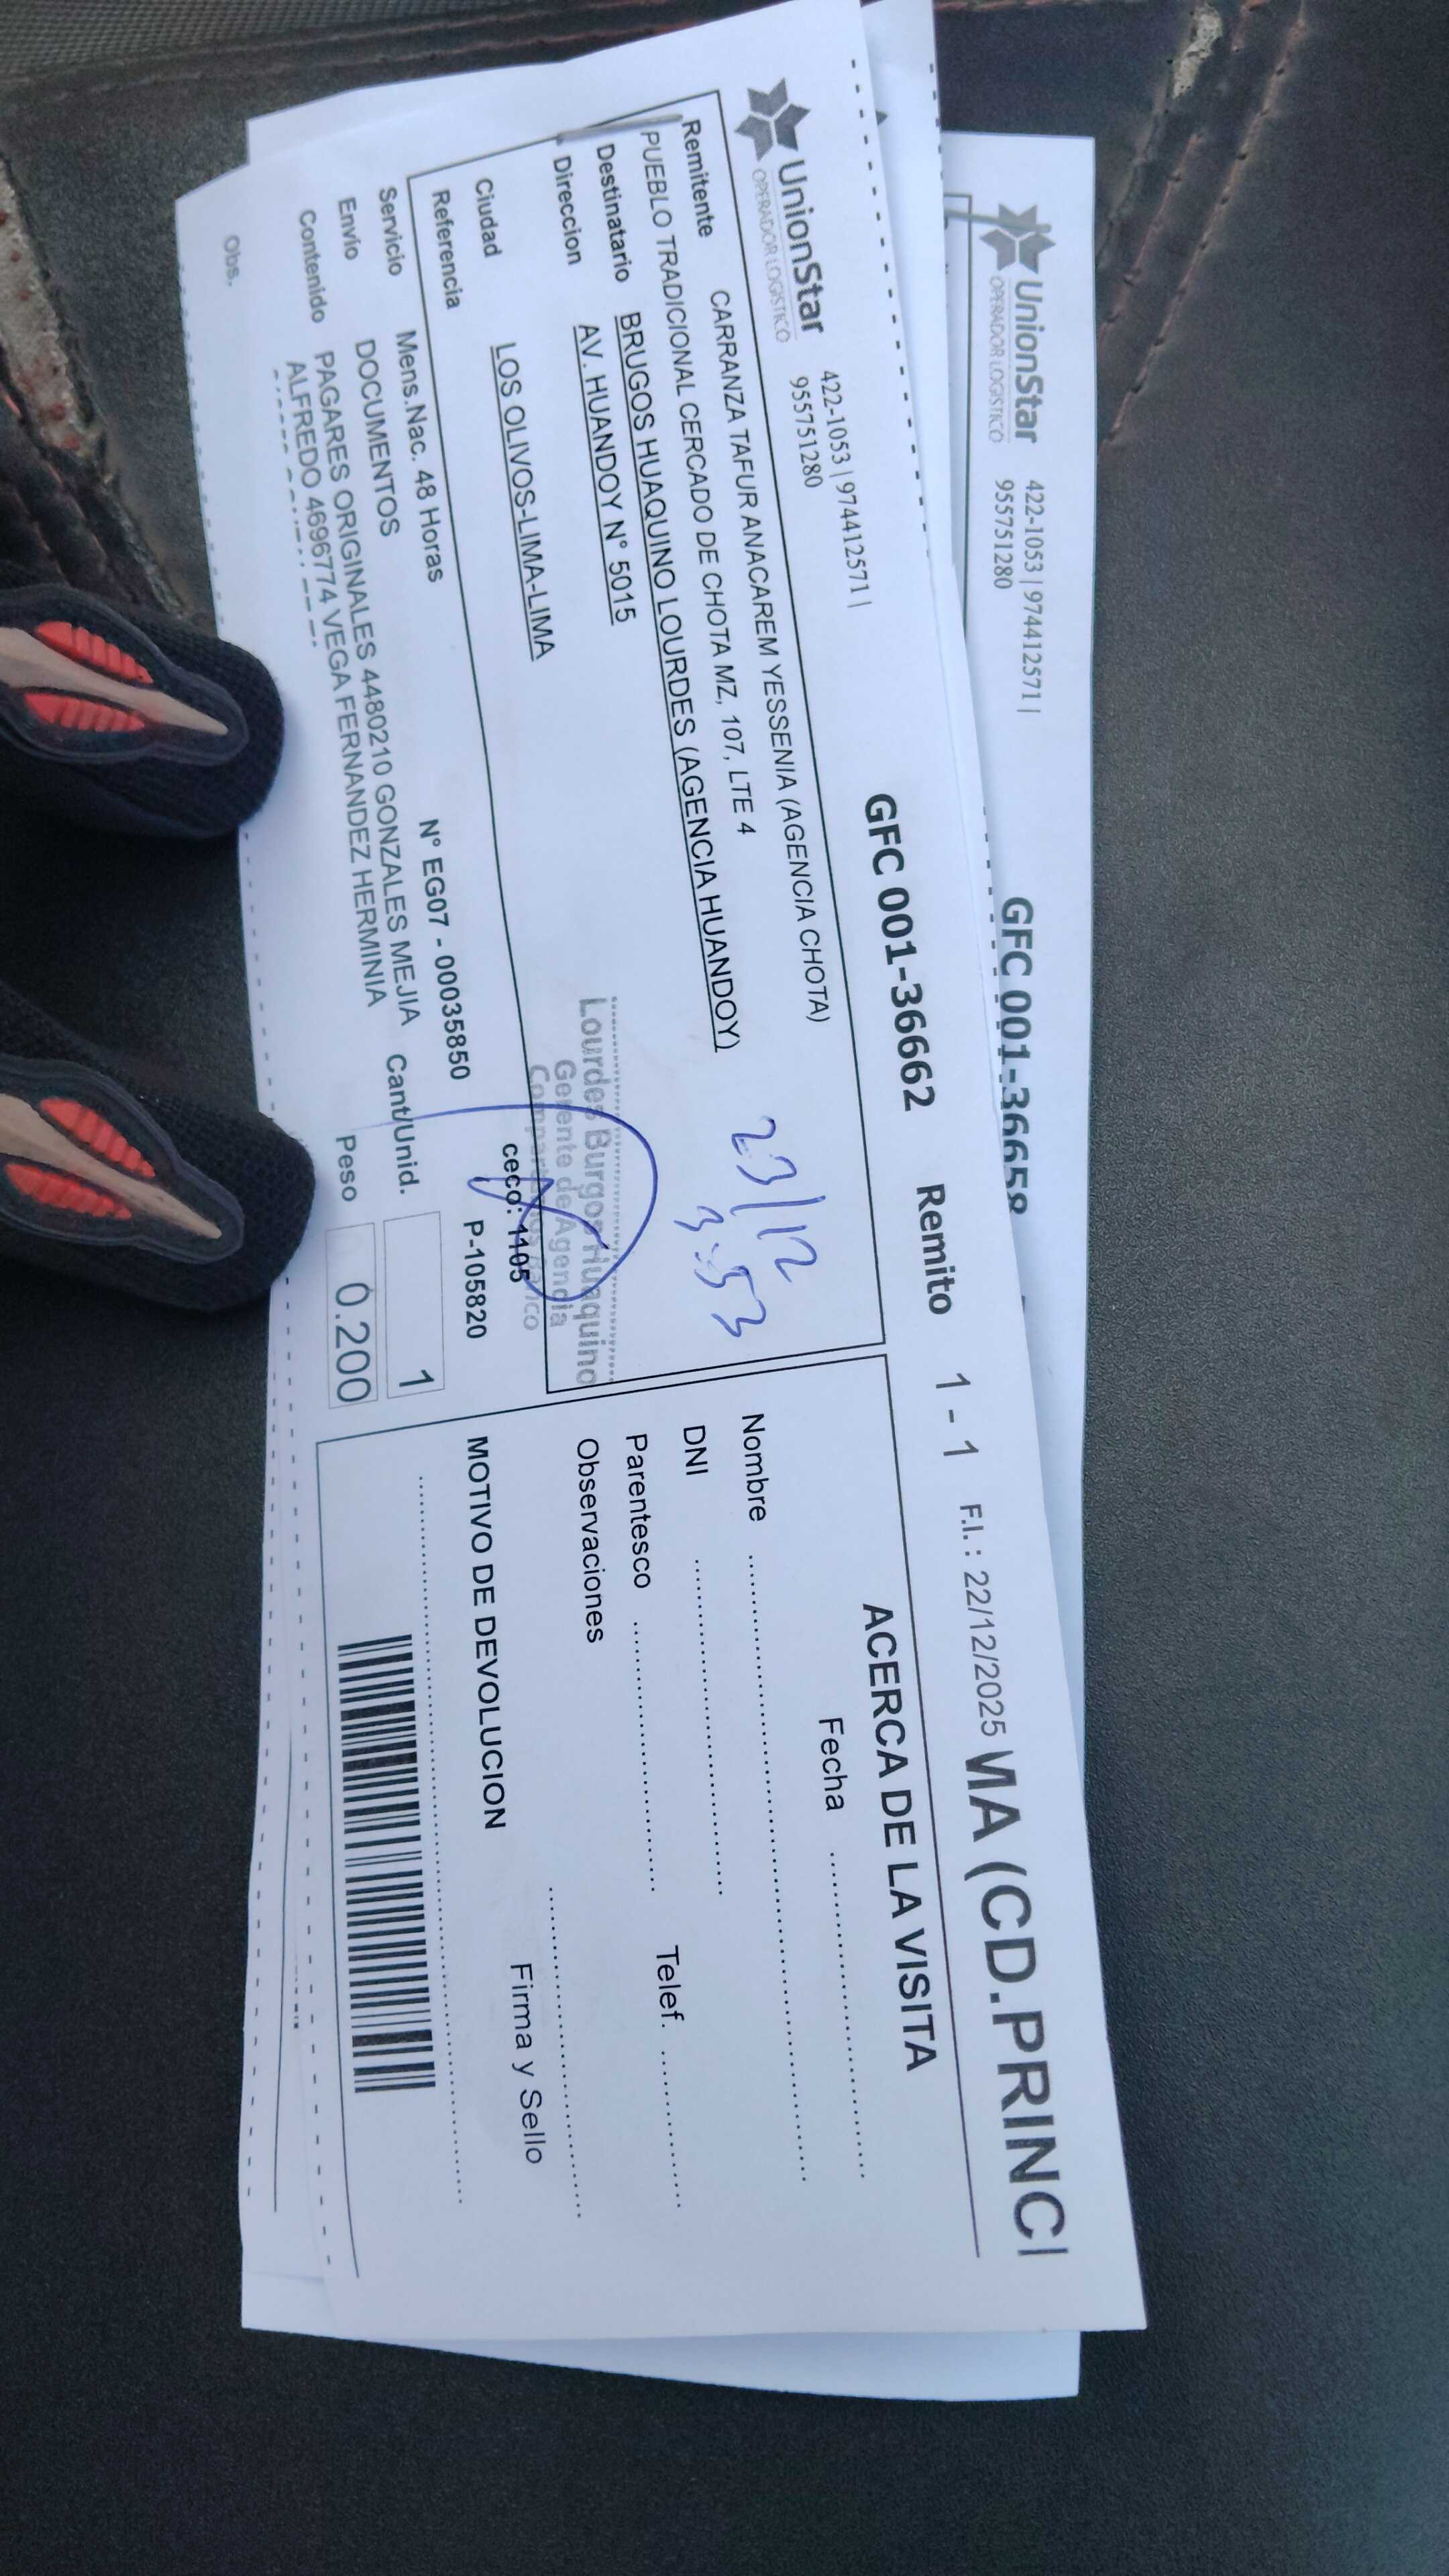 UnionStar
OPERADOR LOGISTICO
422-1053 | 974412571 |
955751280
GFC 001-36658
MA (CD.PRINCI
UnionStar
OPERADOR LOGISTICO
422-1053 | 974412571 |
955751280
GFC 001-36662 Remito 1 - 1 F.I. : 22/12/2025
Remitente CARRANZA TAFUR ANACAREM YESSENIA (AGENCIA CHOTA)
PUEBLO TRADICIONAL CERCADO DE CHOTA MZ, 107, LTE 4
Destinatario BRUGOS HUAQUINO LOURDES (AGENCIA HUANDOY)
Direccion AV. HUANDOY N° 5015
Ciudad LOS OLIVOS-LIMA-LIMA
Referencia
23/12
3:53
Lourdes Burgos Huaquino
Gerente de Agencia
ceco: 1105
Servicio Mens.Nac. 48 Horas N° EG07 - 00035850 P-105820
Envío DOCUMENTOS Cant/Unid. 1
Contenido PAGARES ORIGINALES 4480210 GONZALES MEJIA
ALFREDO 4696774 VEGA FERNANDEZ HERMINIA
Peso 0.200
Obs.
ACERCA DE LA VISITA
Fecha
Nombre
DNI
Parentesco Telef.
Observaciones
Firma y Sello
MOTIVO DE DEVOLUCION